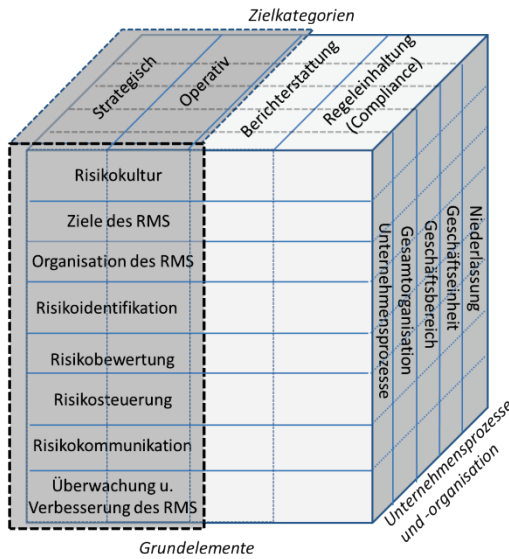 Zielkategorien
Strategisch
Operativ
Berichterstattung
Regeleinhaltung
(Compliance)
Risikokultur
Ziele des RMS
Organisation des RMS
Risikoidentifikation
Risikobewertung
Risikosteuerung
Risikokommunikation
Überwachung u.
Verbesserung des RMS
Unternehmensprozesse
Gesamtorganisation
Geschäftsbereich
Geschäftseinheit
Niederlassung
Unternehmensprozesse
und -organisation
Grundelemente